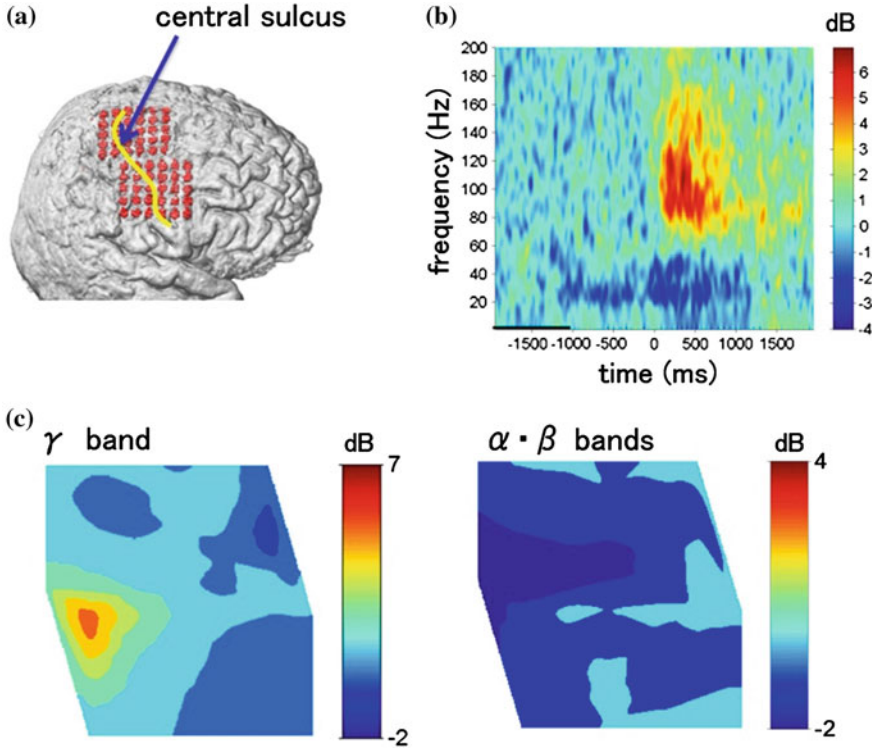 (a)
central sulcus
(b)
dB
frequency (Hz)
200
180
160
140
120
100
80
60
40
20
6
5
4
3
2
1
0
-1
-2
-3
-4
-1500 -1000 -500 0 500 1000 1500
time (ms)
(c)
γ band
dB
7
-2
α・β bands
dB
4
-2